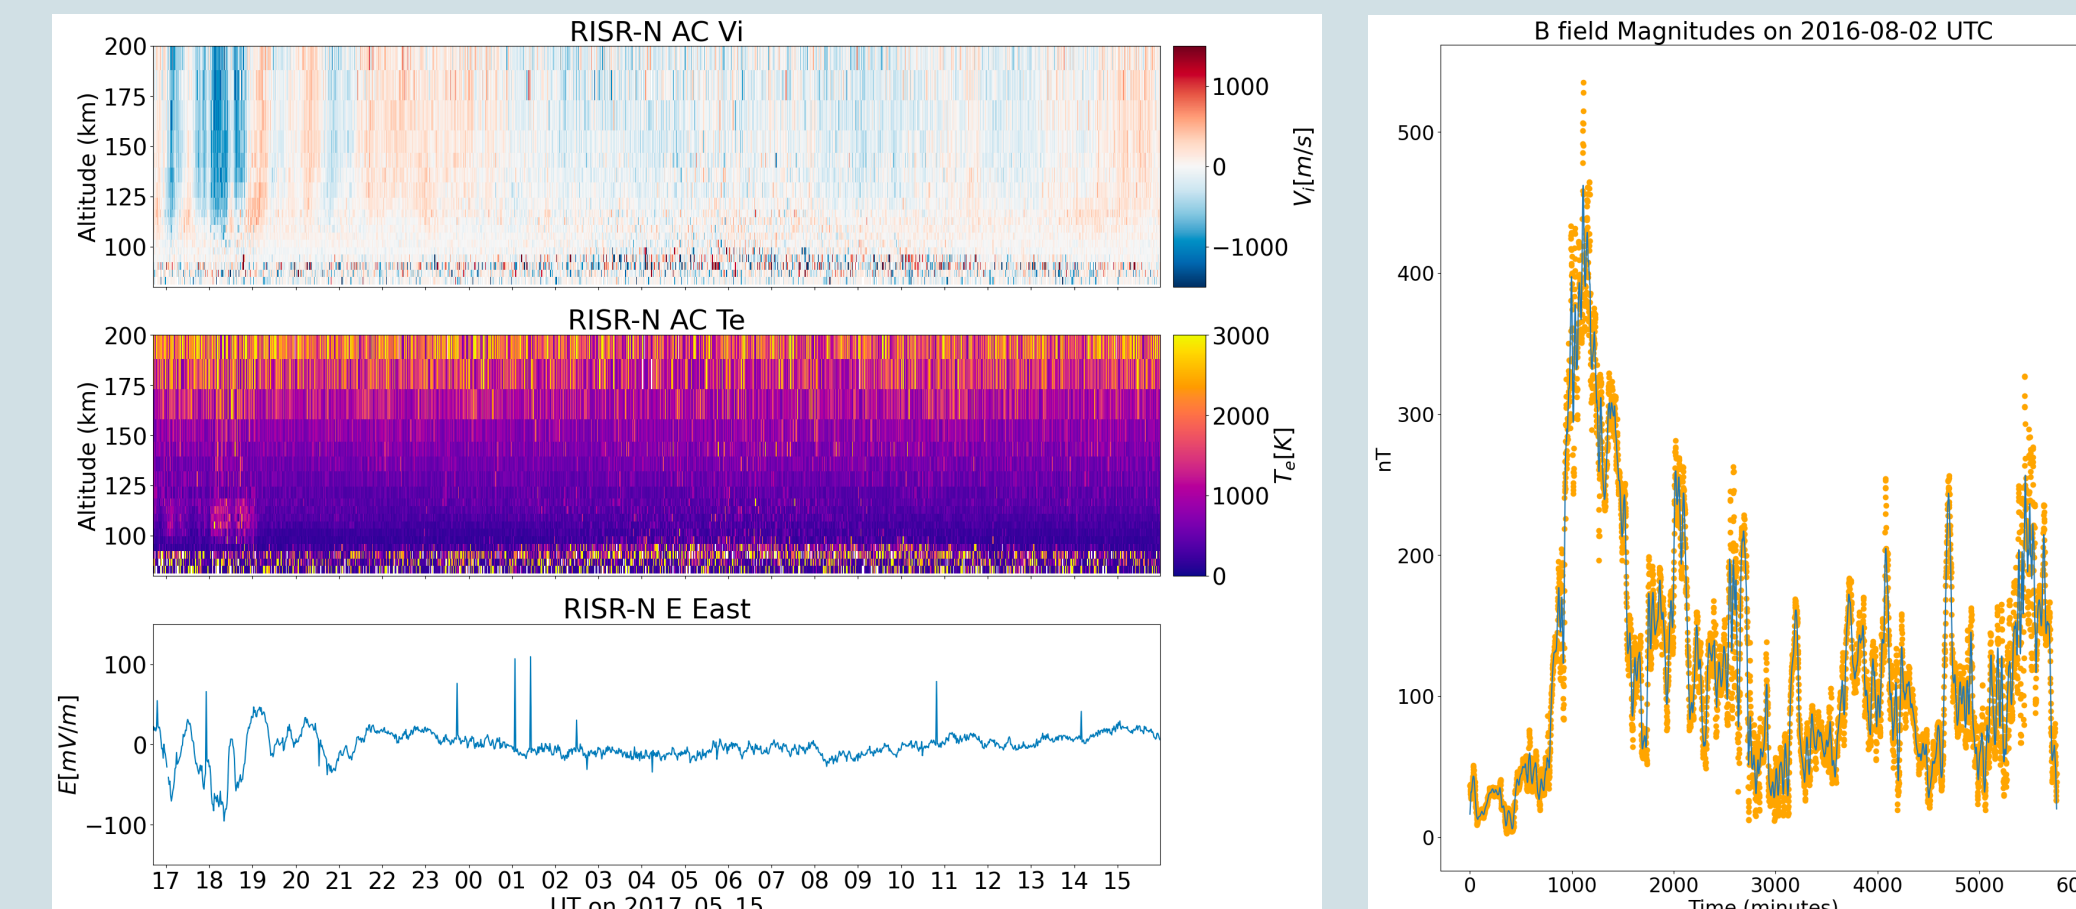 RISR-N AC Vi
200
175
150
125
100
Altitude (km)
1000
0
−1000
V_i[m/s]
RISR-N AC Te
200
175
150
125
100
Altitude (km)
3000
2000
1000
0
T_e[K]
RISR-N E East
100
0
−100
E[mV/m]
17 18 19 20 21 22 23 00 01 02 03 04 05 06 07 08 09 10 11 12 13 14 15
UT on 2017 05 15
B field Magnitudes on 2016-08-02 UTC
500
400
300
200
100
0
nT
0 1000 2000 3000 4000 5000
Time (minutes)